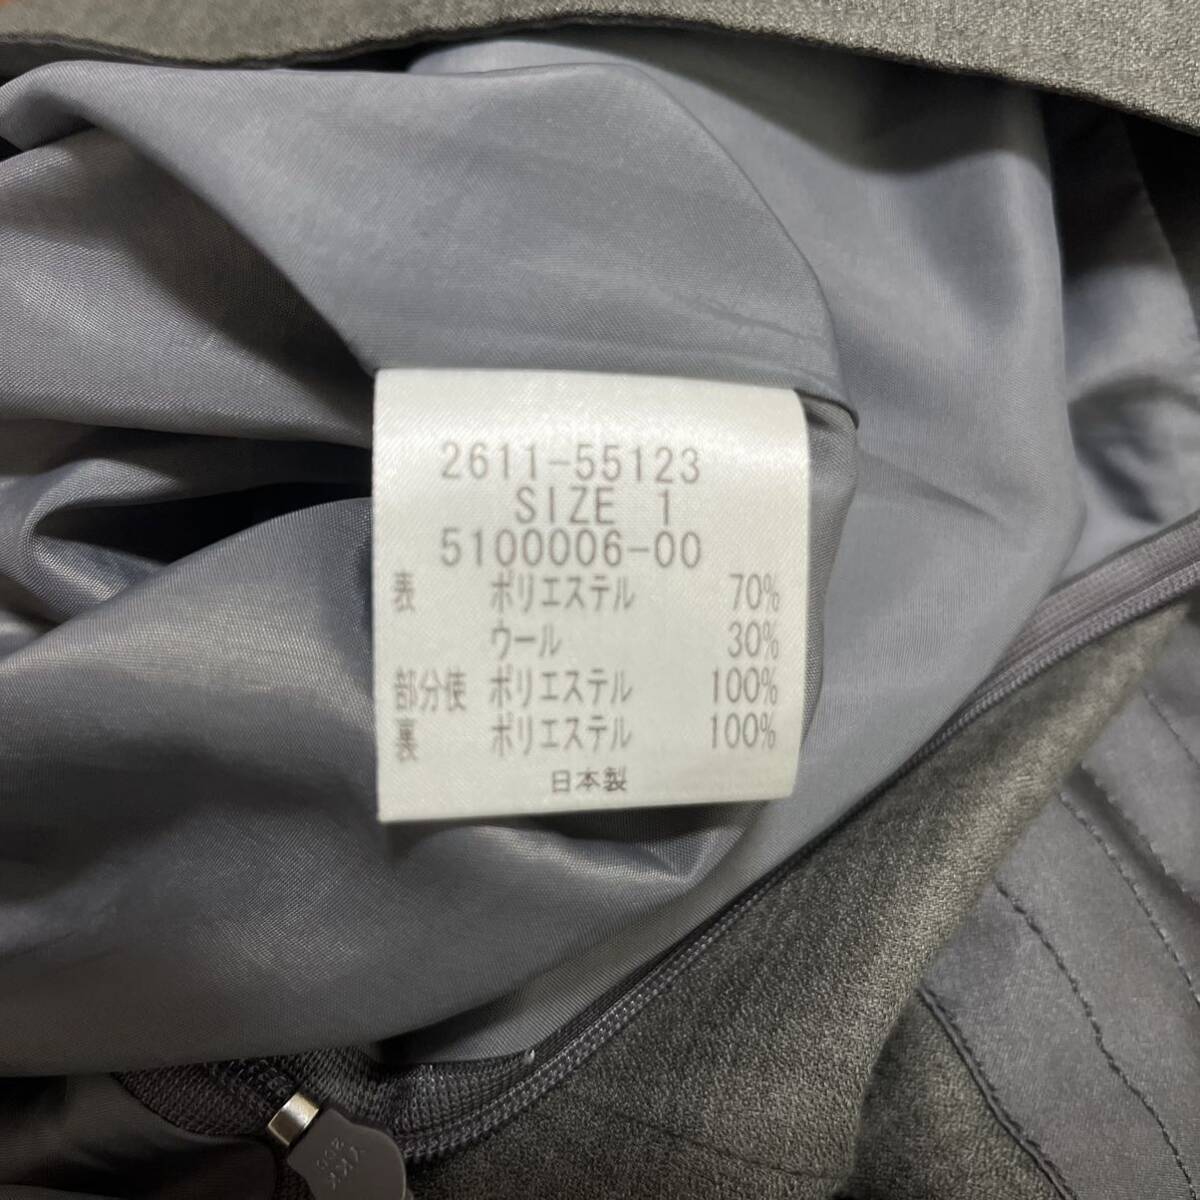 2611-55123
SIZE 1
5100006-00
表 ポリエステル 70%
ウール 30%
部分使 ポリエステル 100%
裏 ポリエステル 100%
日本製
YKK